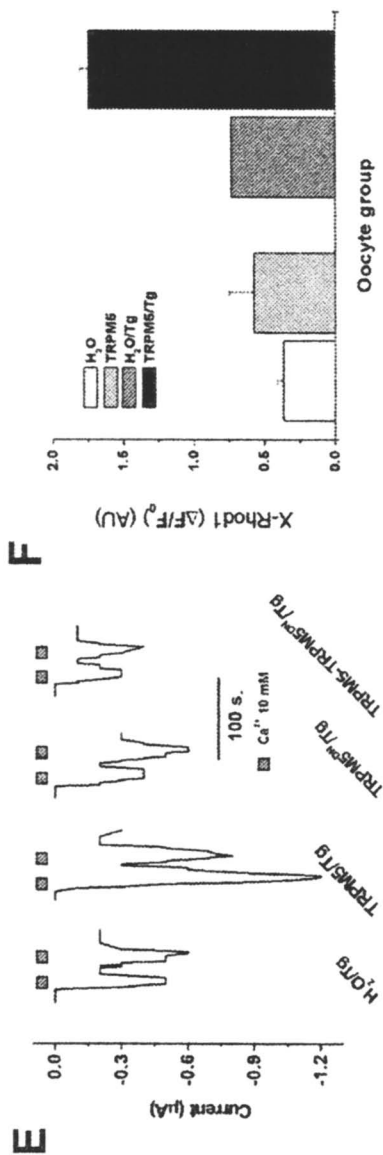 E
Current (µA)
0.0
-0.3
-0.6
-0.9
-1.2
100 s.
Ca²⁺ 10 mM
H₂O/Tg
TRPM5/Tg
TRPM5ᴰᴺ/Tg
TRPM5-TRPM5ᴰᴺ/Tg
F
X-Rhod1 (ΔF/F₀) (AU)
2.0
1.5
1.0
0.5
0.0
H₂O
TRPM5
H₂O/Tg
TRPM5/Tg
Oocyte group